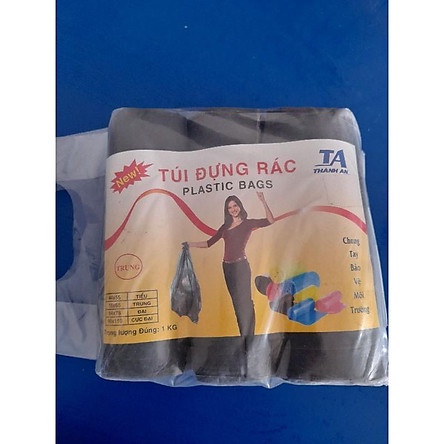 New!
TÚI ĐỰNG RÁC
PLASTIC BAGS
TA
THANH AN
TRUNG
Chung
Tay
Bảo
Vệ
Môi
Trường
TIỂU
TRUNG
ĐẠI
CỰC ĐẠI
Trọng lượng Đúng: 1 KG